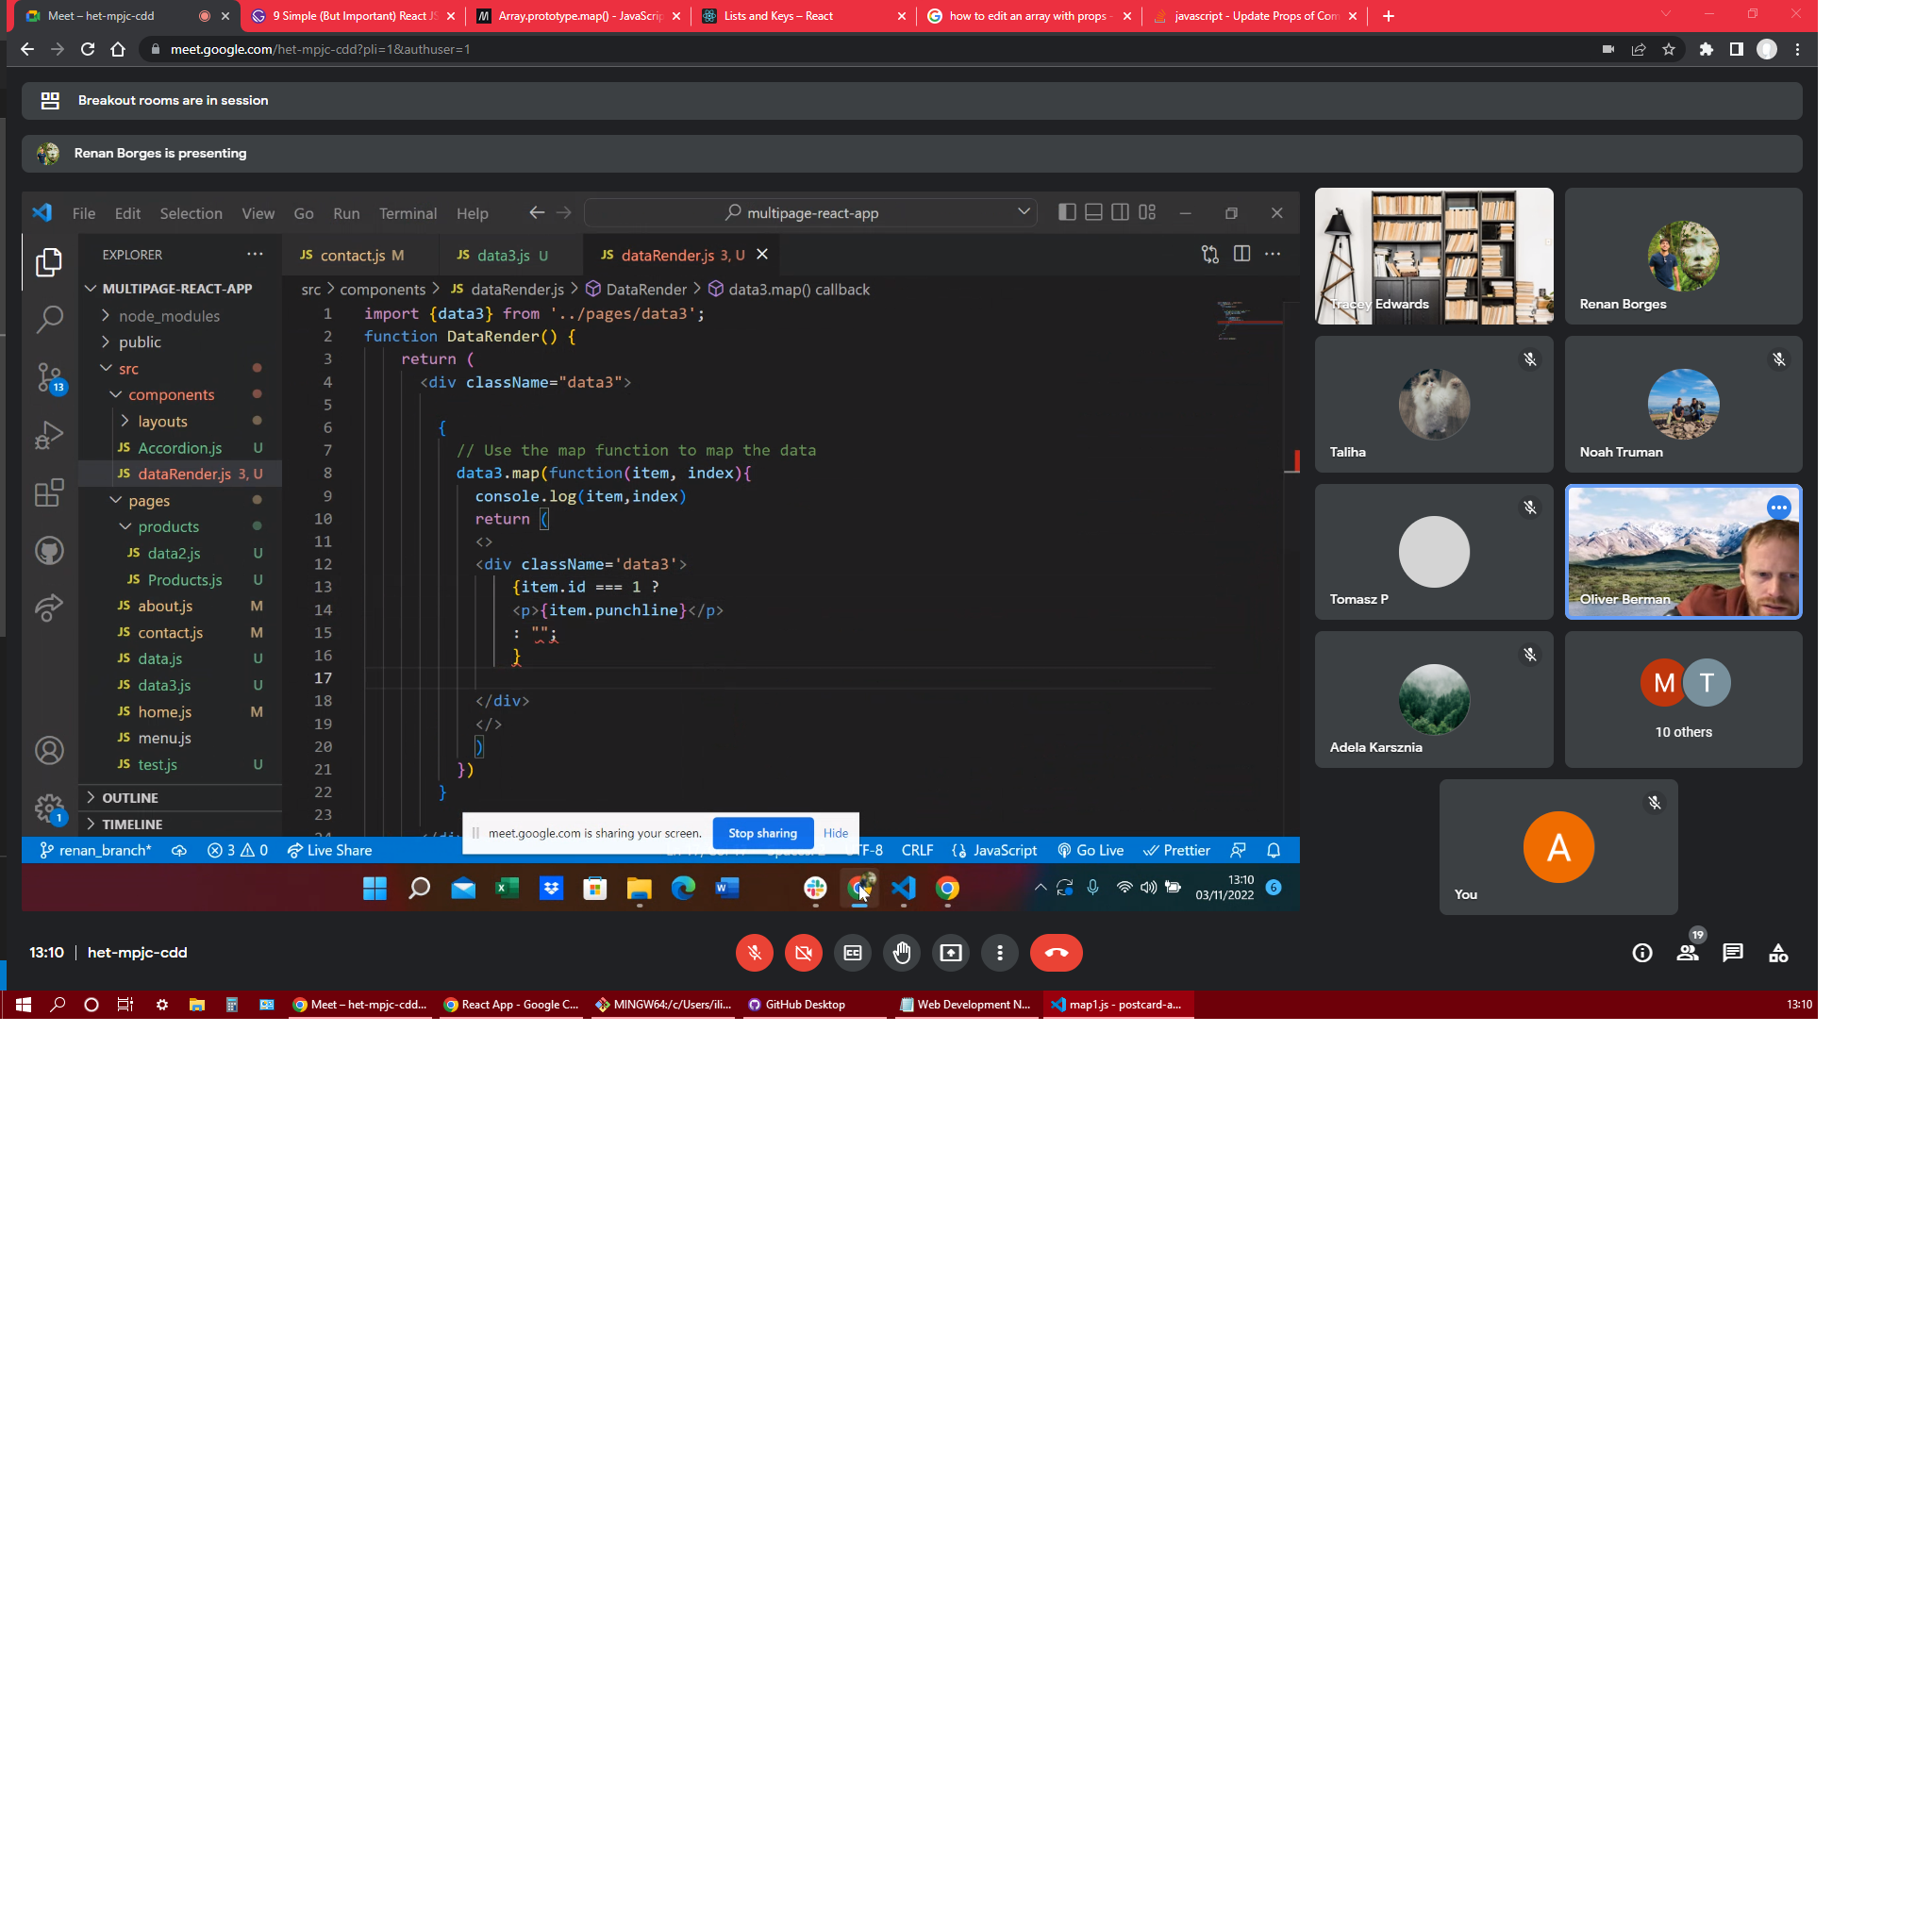 Meet – het-mpjc-cdd
9 Simple (But Important) React JS
Array.prototype.map() - JavaScrip
Lists and Keys – React
how to edit an array with props -
javascript - Update Props of Com
meet.google.com/het-mpjc-cdd?pli=1&authuser=1
Breakout rooms are in session
Renan Borges is presenting
File Edit Selection View Go Run Terminal Help
multipage-react-app
EXPLORER
JS contact.js M
JS data3.js U
JS dataRender.js 3, U
src > components > JS dataRender.js > DataRender > data3.map() callback
MULTIPAGE-REACT-APP
node_modules
public
src
components
layouts
JS Accordion.js U
JS dataRender.js 3, U
pages
products
JS data2.js U
JS Products.js U
JS about.js M
JS contact.js M
JS data.js U
JS data3.js U
JS home.js M
JS menu.js
JS test.js U
OUTLINE
TIMELINE
13
1
1 import {data3} from '../pages/data3';
2 function DataRender() {
3 return (
4 <div className="data3">
5
6 {
7 // Use the map function to map the data
8 data3.map(function(item, index){
9 console.log(item,index)
10 return (
11 <>
12 <div className='data3'>
13 {item.id === 1 ?
14 <p>{item.punchline}</p>
15 : "";
16 }
17
18 </div>
19 </>
20 )
21 })
22 }
23
meet.google.com is sharing your screen. Stop sharing Hide
renan_branch* 3 0 Live Share
CRLF JavaScript Go Live Prettier
13:10
03/11/2022
6
Tracey Edwards
Renan Borges
Taliha
Noah Truman
Tomasz P
Oliver Berman
Adela Karsznia
M T
10 others
A
You
13:10 | het-mpjc-cdd
CC
19
Meet – het-mpjc-cdd...
React App - Google C...
MINGW64:/c/Users/ili...
GitHub Desktop
Web Development N...
map1.js - postcard-a...
13:10